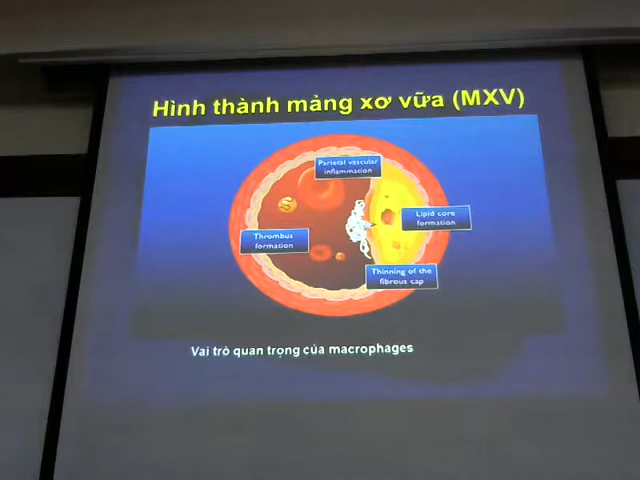 Hình thành mảng xơ vữa (MXV)
Parietal vascular
inflammation
Lipid core
formation
Thrombus
formation
Thinning of the
fibrous cap
Vai trò quan trọng của macrophages